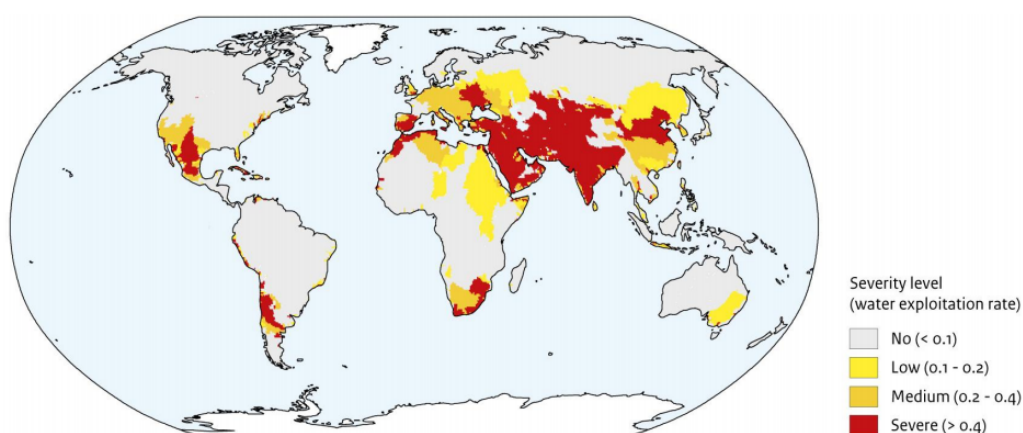 Severity level
(water exploitation rate)
No (< 0.1)
Low (0.1 - 0.2)
Medium (0.2 - 0.4)
Severe (> 0.4)